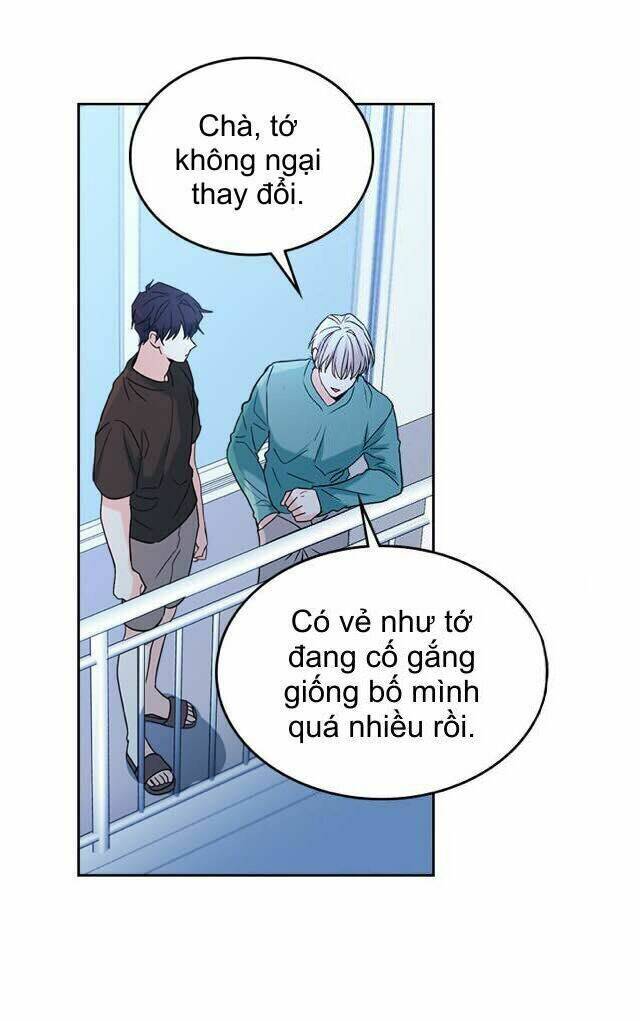 Chà, tớ
không ngại
thay đổi.
Có vẻ như tớ
đang cố gắng
giống bố mình
quá nhiều rồi.